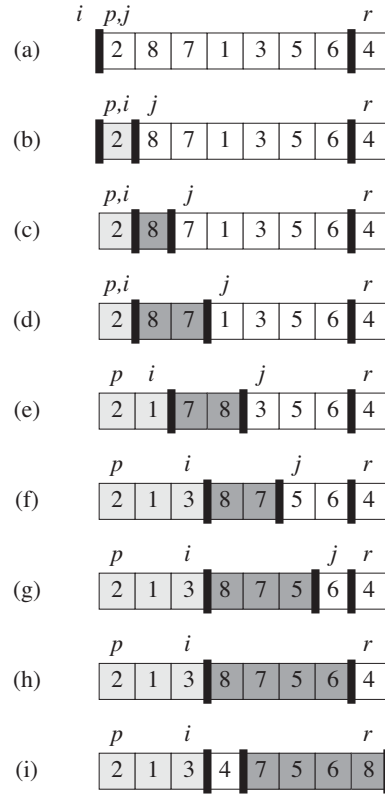 i p,j r
(a) 2 8 7 1 3 5 6 4
p,i j r
(b) 2 8 7 1 3 5 6 4
p,i j r
(c) 2 8 7 1 3 5 6 4
p,i j r
(d) 2 8 7 1 3 5 6 4
p i j r
(e) 2 1 7 8 3 5 6 4
p i j r
(f) 2 1 3 8 7 5 6 4
p i j r
(g) 2 1 3 8 7 5 6 4
p i r
(h) 2 1 3 8 7 5 6 4
p i r
(i) 2 1 3 4 7 5 6 8